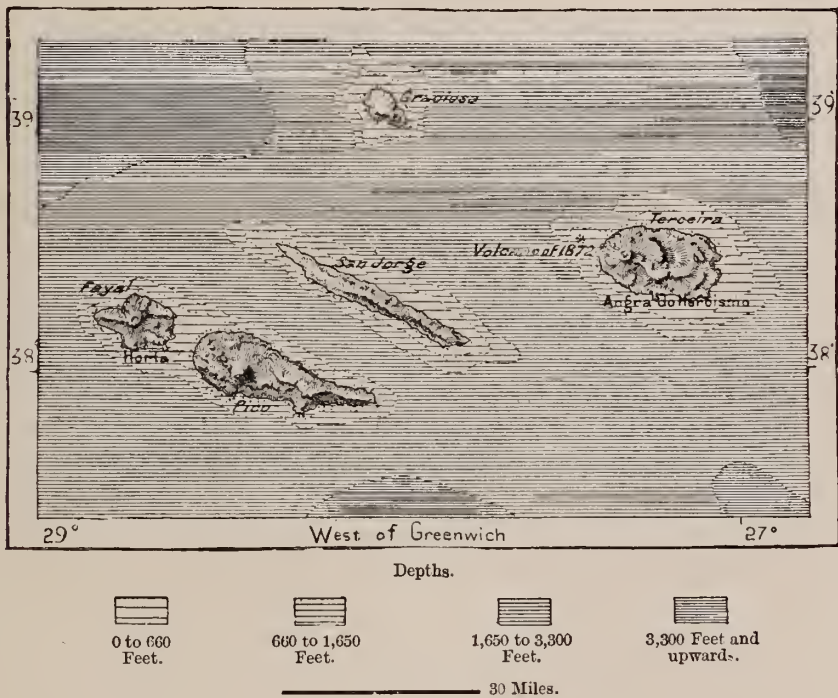 39 39
Graciosa
Terceira
Volcano of 1872
San Jorge
Fayal
Angra do Heroismo
Horta
38° 38°
Pico
29° West of Greenwich 27°
Depths.
0 to 660 Feet.
660 to 1,650 Feet.
1,650 to 3,300 Feet.
3,300 Feet and upwards.
30 Miles.